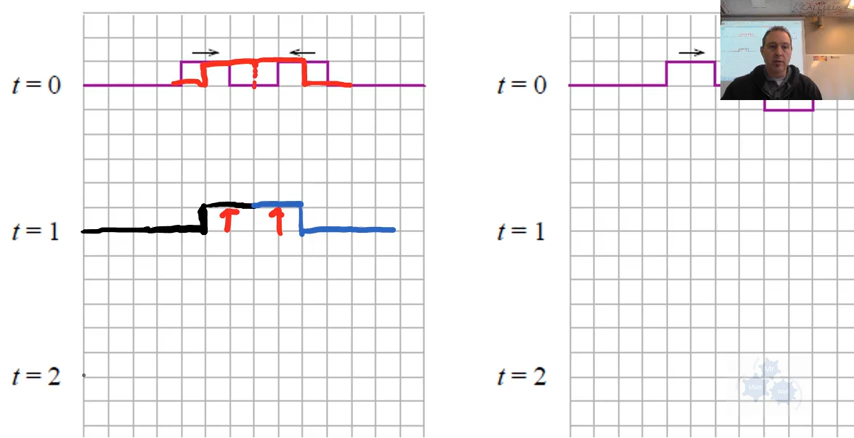 t = 0
t = 1
t = 2
t = 0
t = 1
t = 2